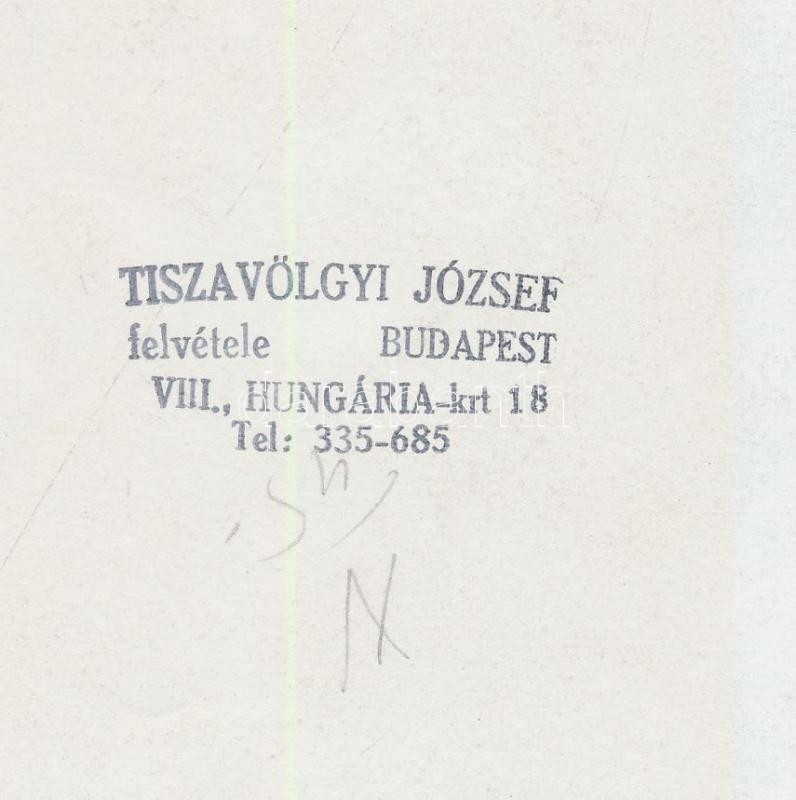 TISZAVÖLGYI JÓZSEF
felvétele BUDAPEST
VIII., HUNGÁRIA-krt 18
Tel: 335-685